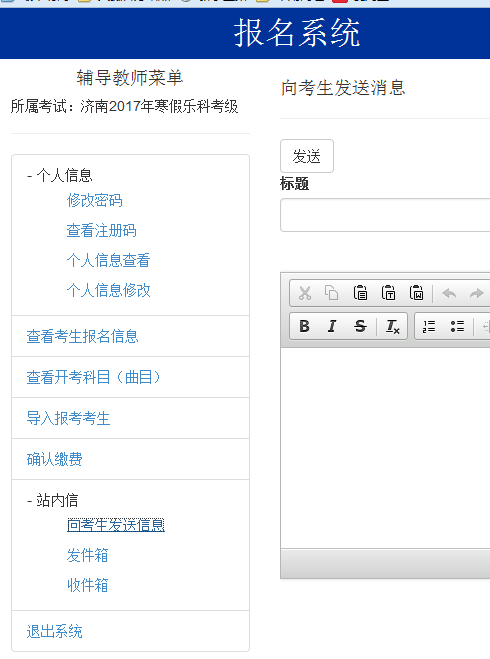 报名系统
辅导教师菜单
所属考试：济南2017年寒假乐科考级
- 个人信息
修改密码
查看注册码
个人信息查看
个人信息修改
查看考生报名信息
查看开考科目（曲目）
导入报考考生
确认缴费
- 站内信
向考生发送信息
发件箱
收件箱
退出系统
向考生发送消息
发送
标题